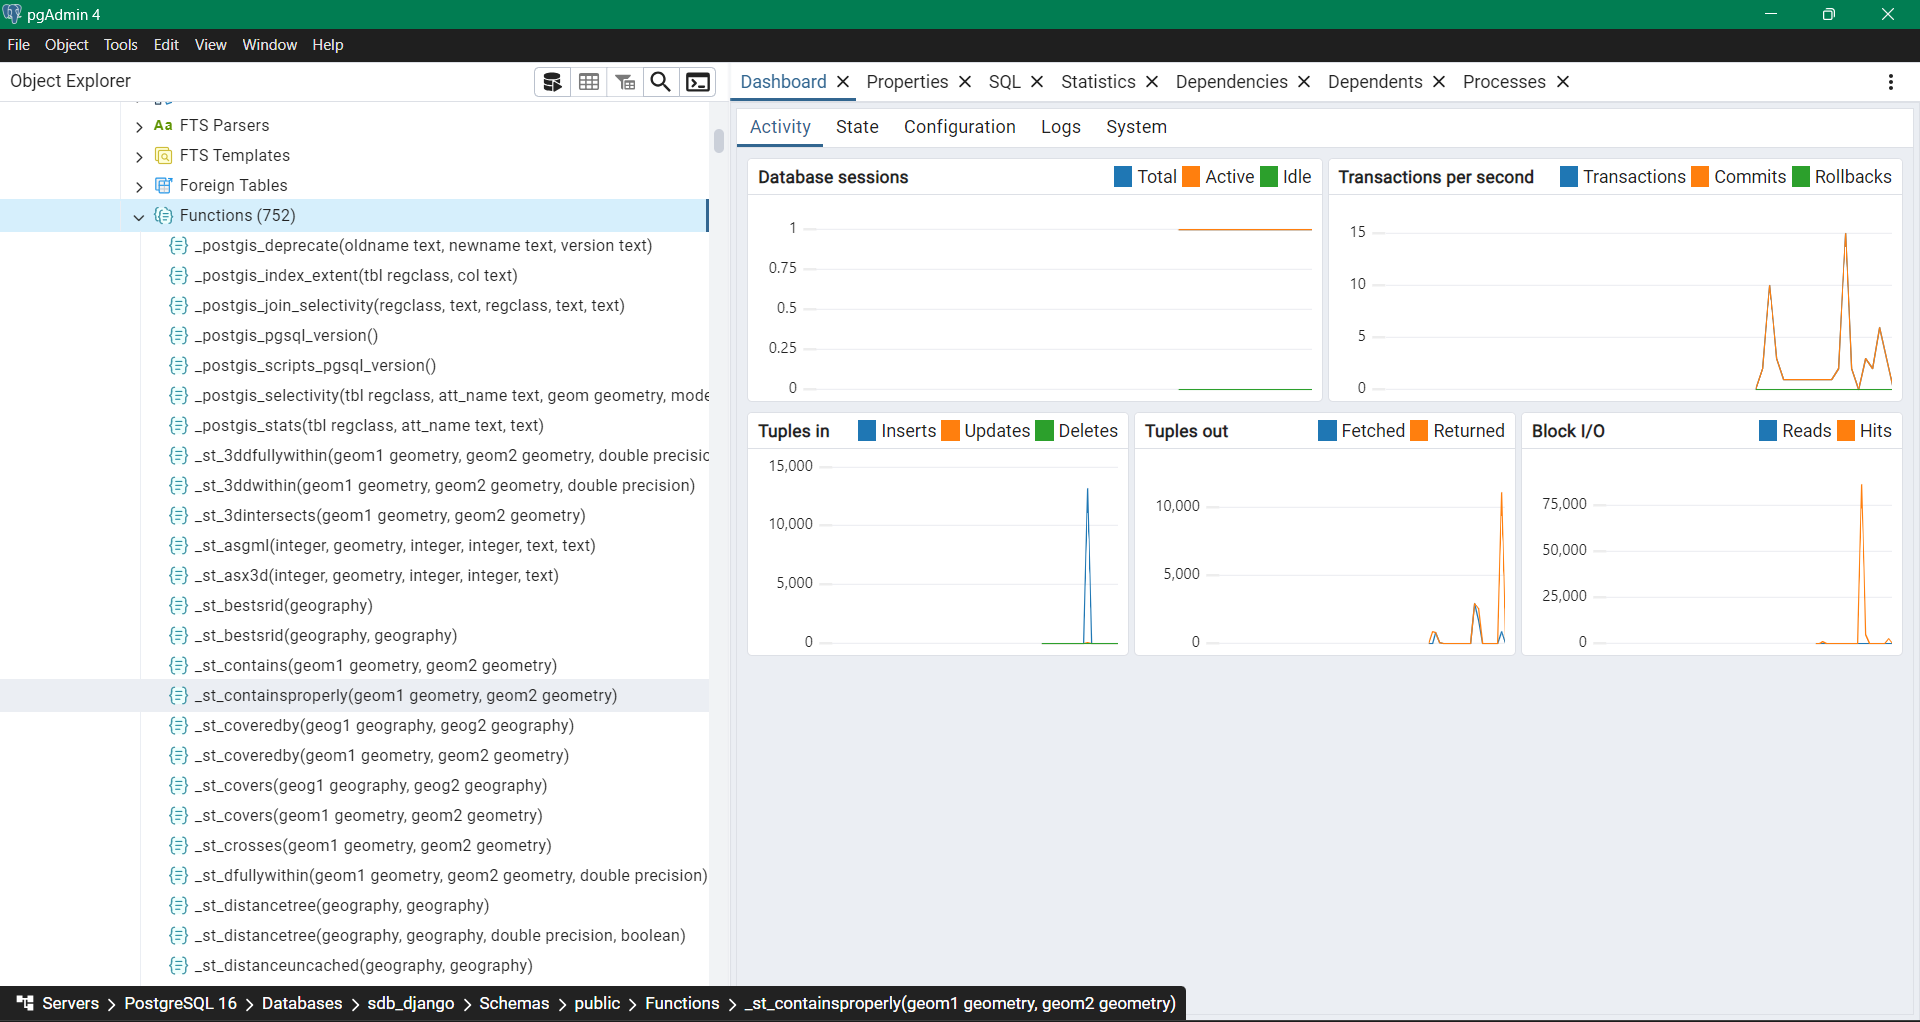 pgAdmin 4
File Object Tools Edit View Window Help
Object Explorer
Dashboard Properties SQL Statistics Dependencies Dependents Processes
Aa FTS Parsers
FTS Templates
Foreign Tables
Functions (752)
_postgis_deprecate(oldname text, newname text, version text)
_postgis_index_extent(tbl regclass, col text)
_postgis_join_selectivity(regclass, text, regclass, text, text)
_postgis_pgsql_version()
_postgis_scripts_pgsql_version()
_postgis_selectivity(tbl regclass, att_name text, geom geometry, mode
_postgis_stats(tbl regclass, att_name text, text)
_st_3ddfullywithin(geom1 geometry, geom2 geometry, double precisic
_st_3ddwithin(geom1 geometry, geom2 geometry, double precision)
_st_3dintersects(geom1 geometry, geom2 geometry)
_st_asgml(integer, geometry, integer, integer, text, text)
_st_asx3d(integer, geometry, integer, integer, text)
_st_bestsrid(geography)
_st_bestsrid(geography, geography)
_st_contains(geom1 geometry, geom2 geometry)
_st_containsproperly(geom1 geometry, geom2 geometry)
_st_coveredby(geog1 geography, geog2 geography)
_st_coveredby(geom1 geometry, geom2 geometry)
_st_covers(geog1 geography, geog2 geography)
_st_covers(geom1 geometry, geom2 geometry)
_st_crosses(geom1 geometry, geom2 geometry)
_st_dfullywithin(geom1 geometry, geom2 geometry, double precision)
_st_distancetree(geography, geography)
_st_distancetree(geography, geography, double precision, boolean)
_st_distanceuncached(geography, geography)
Activity State Configuration Logs System
Database sessions Total Active Idle
1
0.75
0.5
0.25
0
Transactions per second Transactions Commits Rollbacks
15
10
5
0
Tuples in Inserts Updates Deletes
15,000
10,000
5,000
0
Tuples out Fetched Returned
10,000
5,000
0
Block I/O Reads Hits
75,000
50,000
25,000
0
Servers > PostgreSQL 16 > Databases > sdb_django > Schemas > public > Functions > _st_containsproperly(geom1 geometry, geom2 geometry)